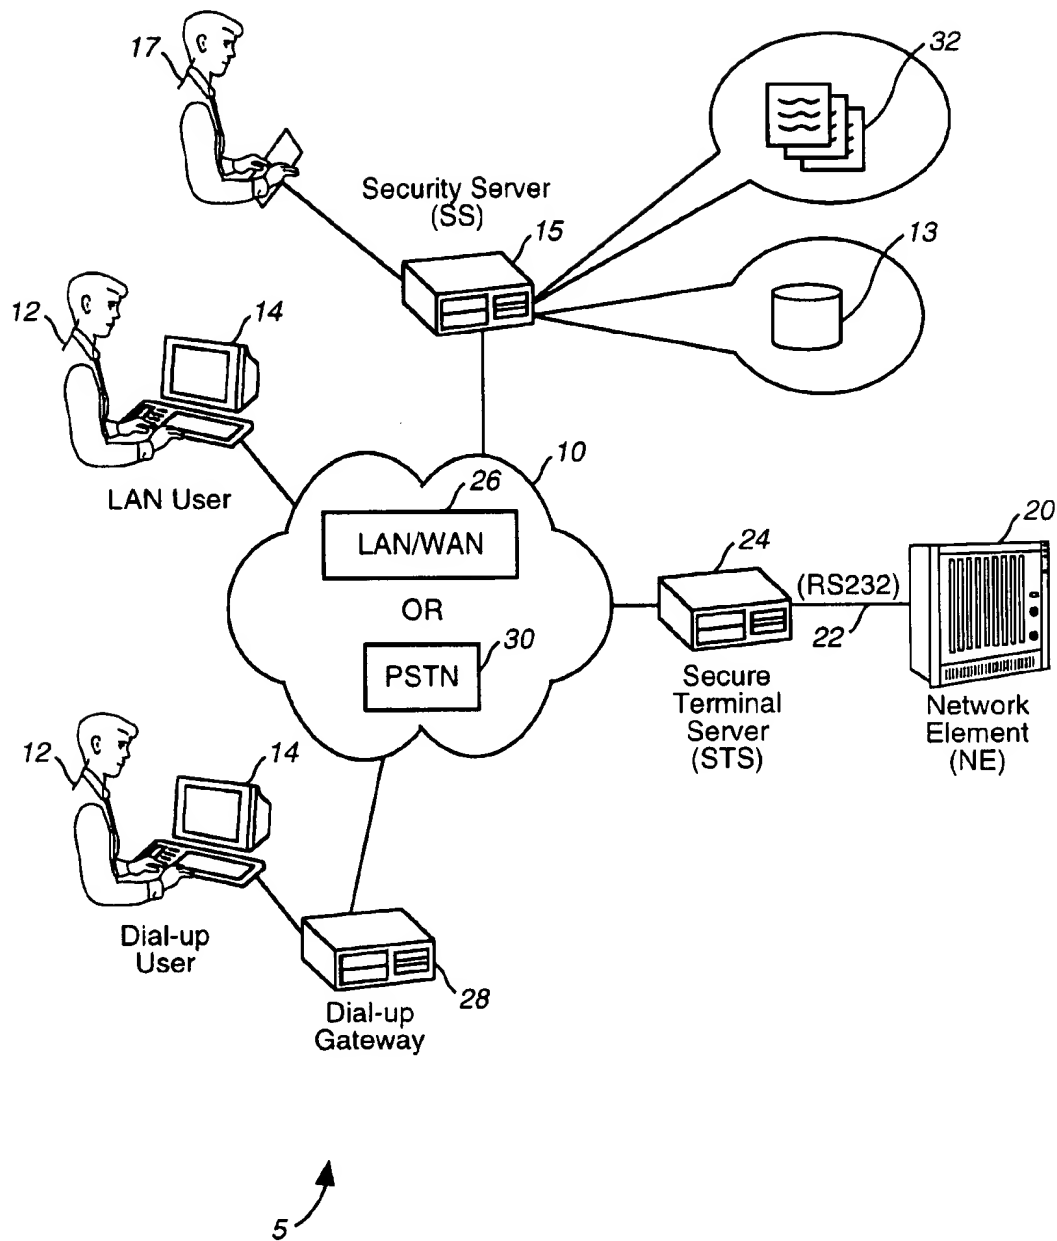 17
32
Security Server
(SS)
15
13
12
14
LAN User
10
26
LAN/WAN
OR
30
PSTN
24
(RS232)
22
20
Secure
Terminal
Server
(STS)
Network
Element
(NE)
12
14
Dial-up
User
28
Dial-up
Gateway
5